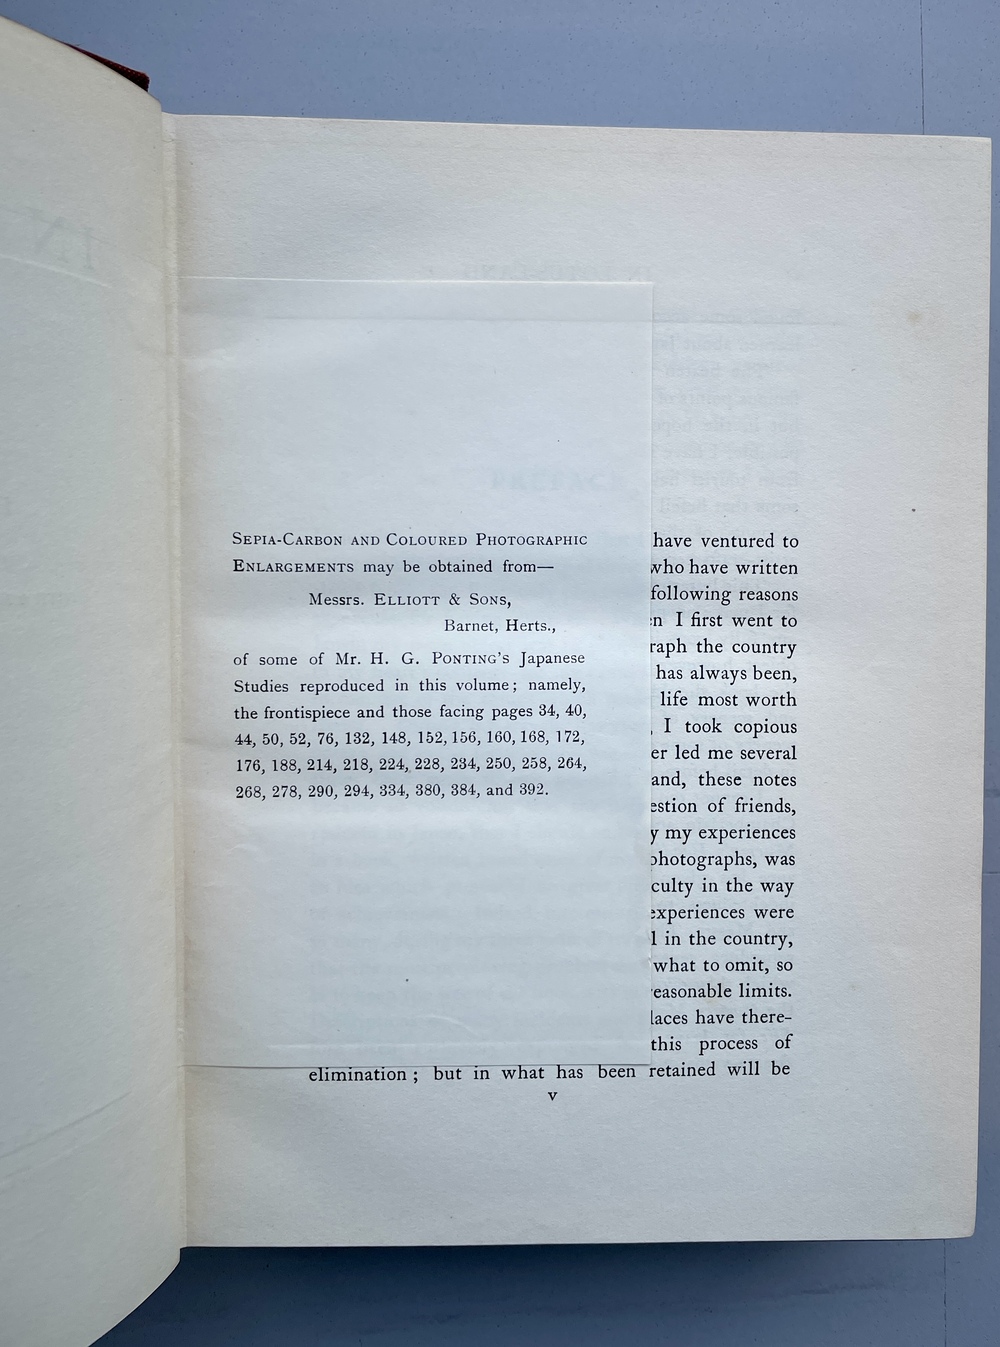 PREFACE
SEPIA-CARBON AND COLOURED PHOTOGRAPHIC
ENLARGEMENTS may be obtained from—
Messrs. ELLIOTT & SONS,
Barnet, Herts.,
of some of Mr. H. G. PONTING'S Japanese
Studies reproduced in this volume; namely,
the frontispiece and those facing pages 34, 40,
44, 50, 52, 76, 132, 148, 152, 156, 160, 168, 172,
176, 188, 214, 218, 224, 228, 234, 250, 258, 264,
268, 278, 290, 294, 334, 380, 384, and 392.
have ventured to
who have written
following reasons
I first went to
the country
has always been,
life most worth
I took copious
led me several
these notes
of friends,
my experiences
photographs, was
in the way
experiences were
in the country,
what to omit, so
reasonable limits.
have there-
this process of
elimination; but in what has been retained will be
v